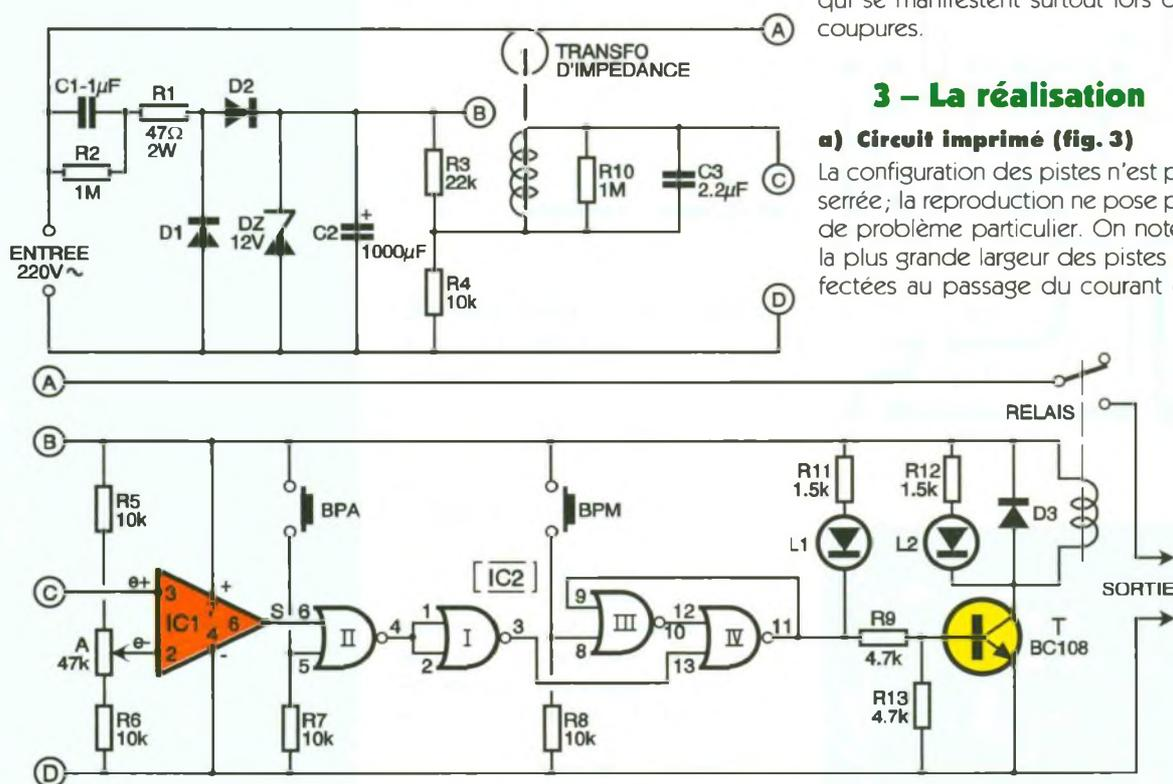 qui se manifestent surtout lors
coupures.
3 – La réalisation
a) Circuit imprimé (fig. 3)
La configuration des pistes n'est
serrée; la reproduction ne pose
de problème particulier. On note
la plus grande largeur des pistes
fectées au passage du courant
A
TRANSFO
D'IMPEDANCE
C1-1µF
R1
47Ω
2W
D2
B
R2
1M
R3
22k
R10
1M
C3
2.2µF
C
D1
DZ
12V
C2
+
1000µF
ENTREE
220V~
R4
10k
D
A
RELAIS
B
R5
10k
BPA
BPM
R11
1.5k
R12
1.5k
D3
L1
L2
[IC2]
C
e+
3
+
IC1
6
S
6
II
4
1
I
3
9
III
12
10
IV
11
SORTIE
A
47k
e-
2
4
-
5
2
8
13
R9
4.7k
T
BC108
R6
10k
R7
10k
R8
10k
R13
4.7k
D